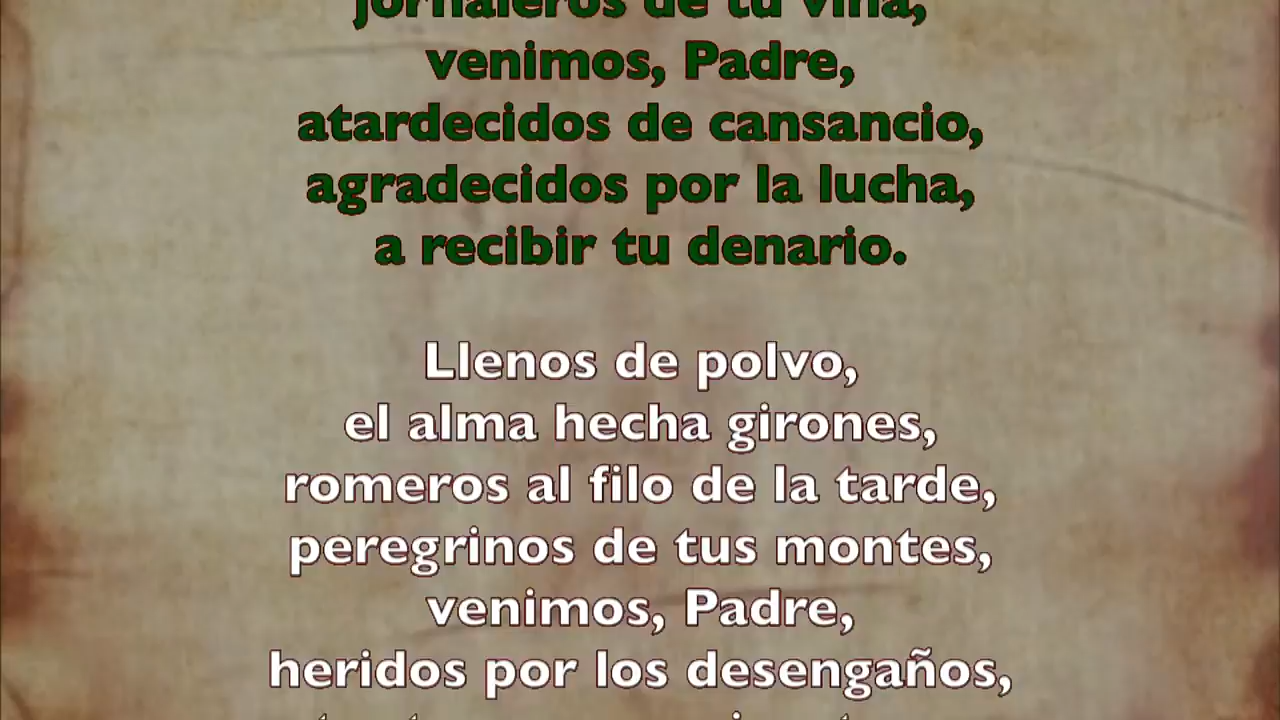 jornaleros de tu viña,
venimos, Padre,
atardecidos de cansancio,
agradecidos por la lucha,
a recibir tu denario.
Llenos de polvo,
el alma hecha girones,
romeros al filo de la tarde,
peregrinos de tus montes,
venimos, Padre,
heridos por los desengaños,